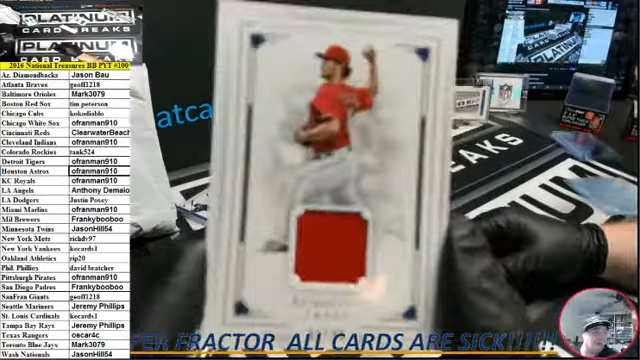 PLATINUM
CARD BREAKS
PLATINUM
CARD BREAKS
2016 National Treasures BB PYT #100
Az. Diamondbacks Jason Bau
Atlanta Braves geoff1218
Baltimore Orioles Mark3079
Boston Red Sox tim peterson
Chicago Cubs kokodiablo
Chicago White Sox ofranman910
Cincinnati Reds ClearwaterBeach
Cleveland Indians ofranman910
Colorado Rockies tank524
Detroit Tigers ofranman910
Houston Astros ofranman910
KC Royals ofranman910
LA Angels Anthony Demaio
LA Dodgers Justin Posey
Miami Marlins ofranman910
Mil Brewers Frankybooboo
Minnesota Twins JasonHill54
New York Mets richdv97
New York Yankees kecards1
Oakland Athletics rip20
Phil. Phillies david bratcher
Pittsburgh Pirates ofranman910
San Diego Padres Frankybooboo
SanFran Giants geoff1218
Seattle Mariners Jeremy Phillips
St. Louis Cardinals kecards1
Tampa Bay Rays Jeremy Phillips
Texas Rangers oscar4c
Toronto Blue Jays Mark3079
Wash Nationals JasonHill54
atca
PER FRACTOR ALL CARDS ARE SICK!!!!!!